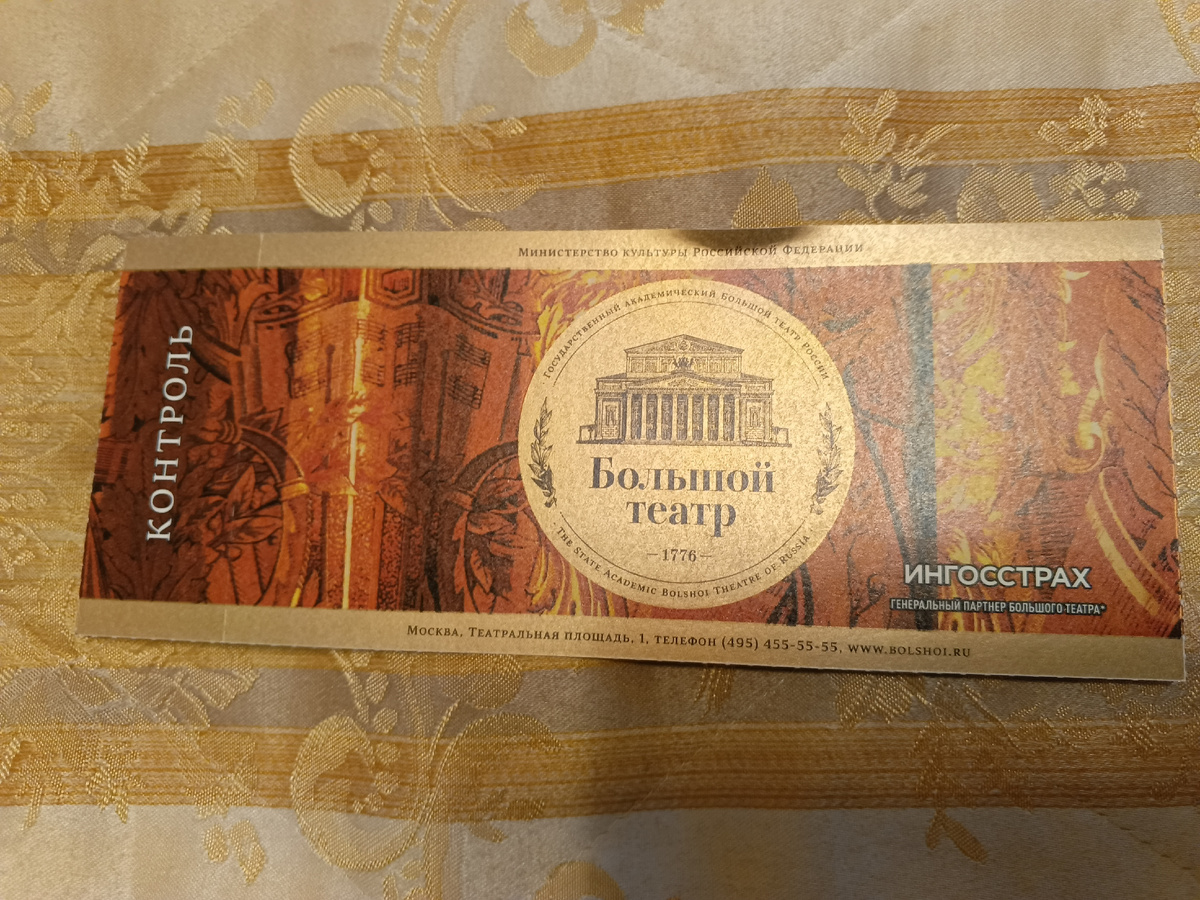 Министерство культуры Российской Федерации
КОНТРОЛЬ
Государственный академический Большой театр России
Большой
театр
–1776–
The State Academic Bolshoi Theatre of Russia
ИНГОССТРАХ
ГЕНЕРАЛЬНЫЙ ПАРТНЕР БОЛЬШОГО ТЕАТРА*
Москва, Театральная площадь, 1, телефон (495) 455-55-55, www.bolshoi.ru